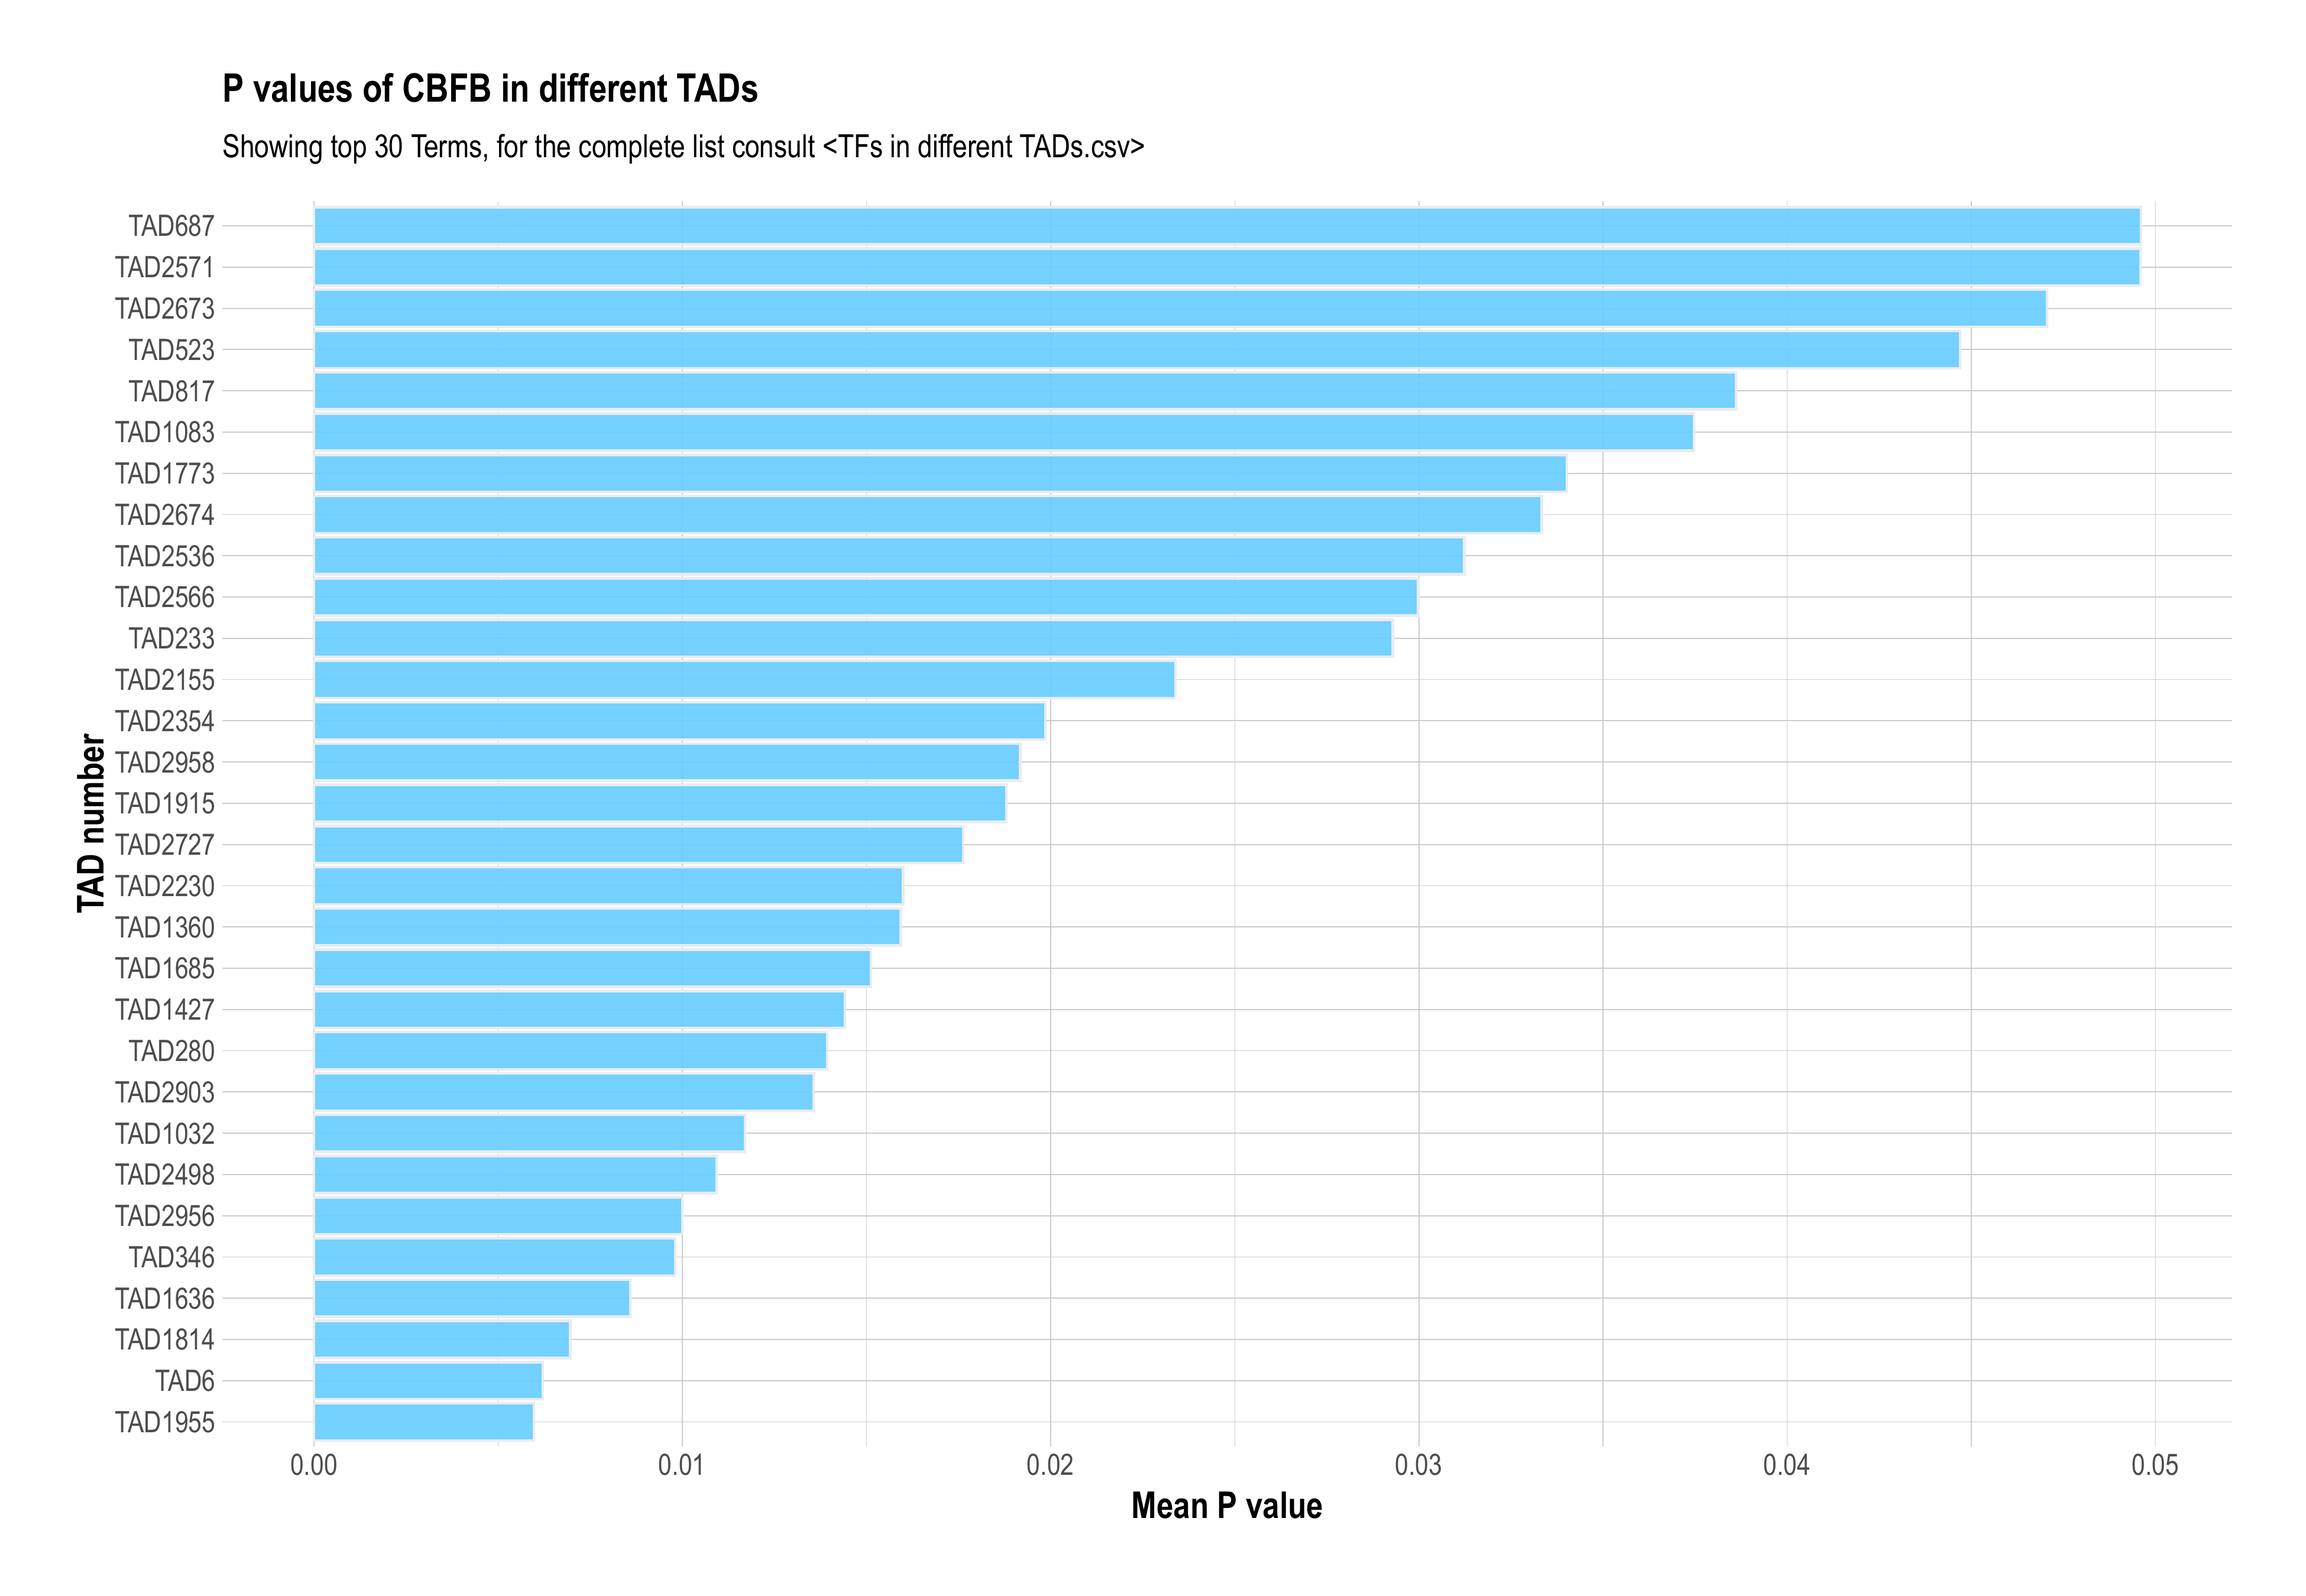 P values of CBFB in different TADs
Showing top 30 Terms, for the complete list consult <TFs in different TADs.csv>
TAD number
TAD687
TAD2571
TAD2673
TAD523
TAD817
TAD1083
TAD1773
TAD2674
TAD2536
TAD2566
TAD233
TAD2155
TAD2354
TAD2958
TAD1915
TAD2727
TAD2230
TAD1360
TAD1685
TAD1427
TAD280
TAD2903
TAD1032
TAD2498
TAD2956
TAD346
TAD1636
TAD1814
TAD6
TAD1955
0.00 0.01 0.02 0.03 0.04 0.05
Mean P value